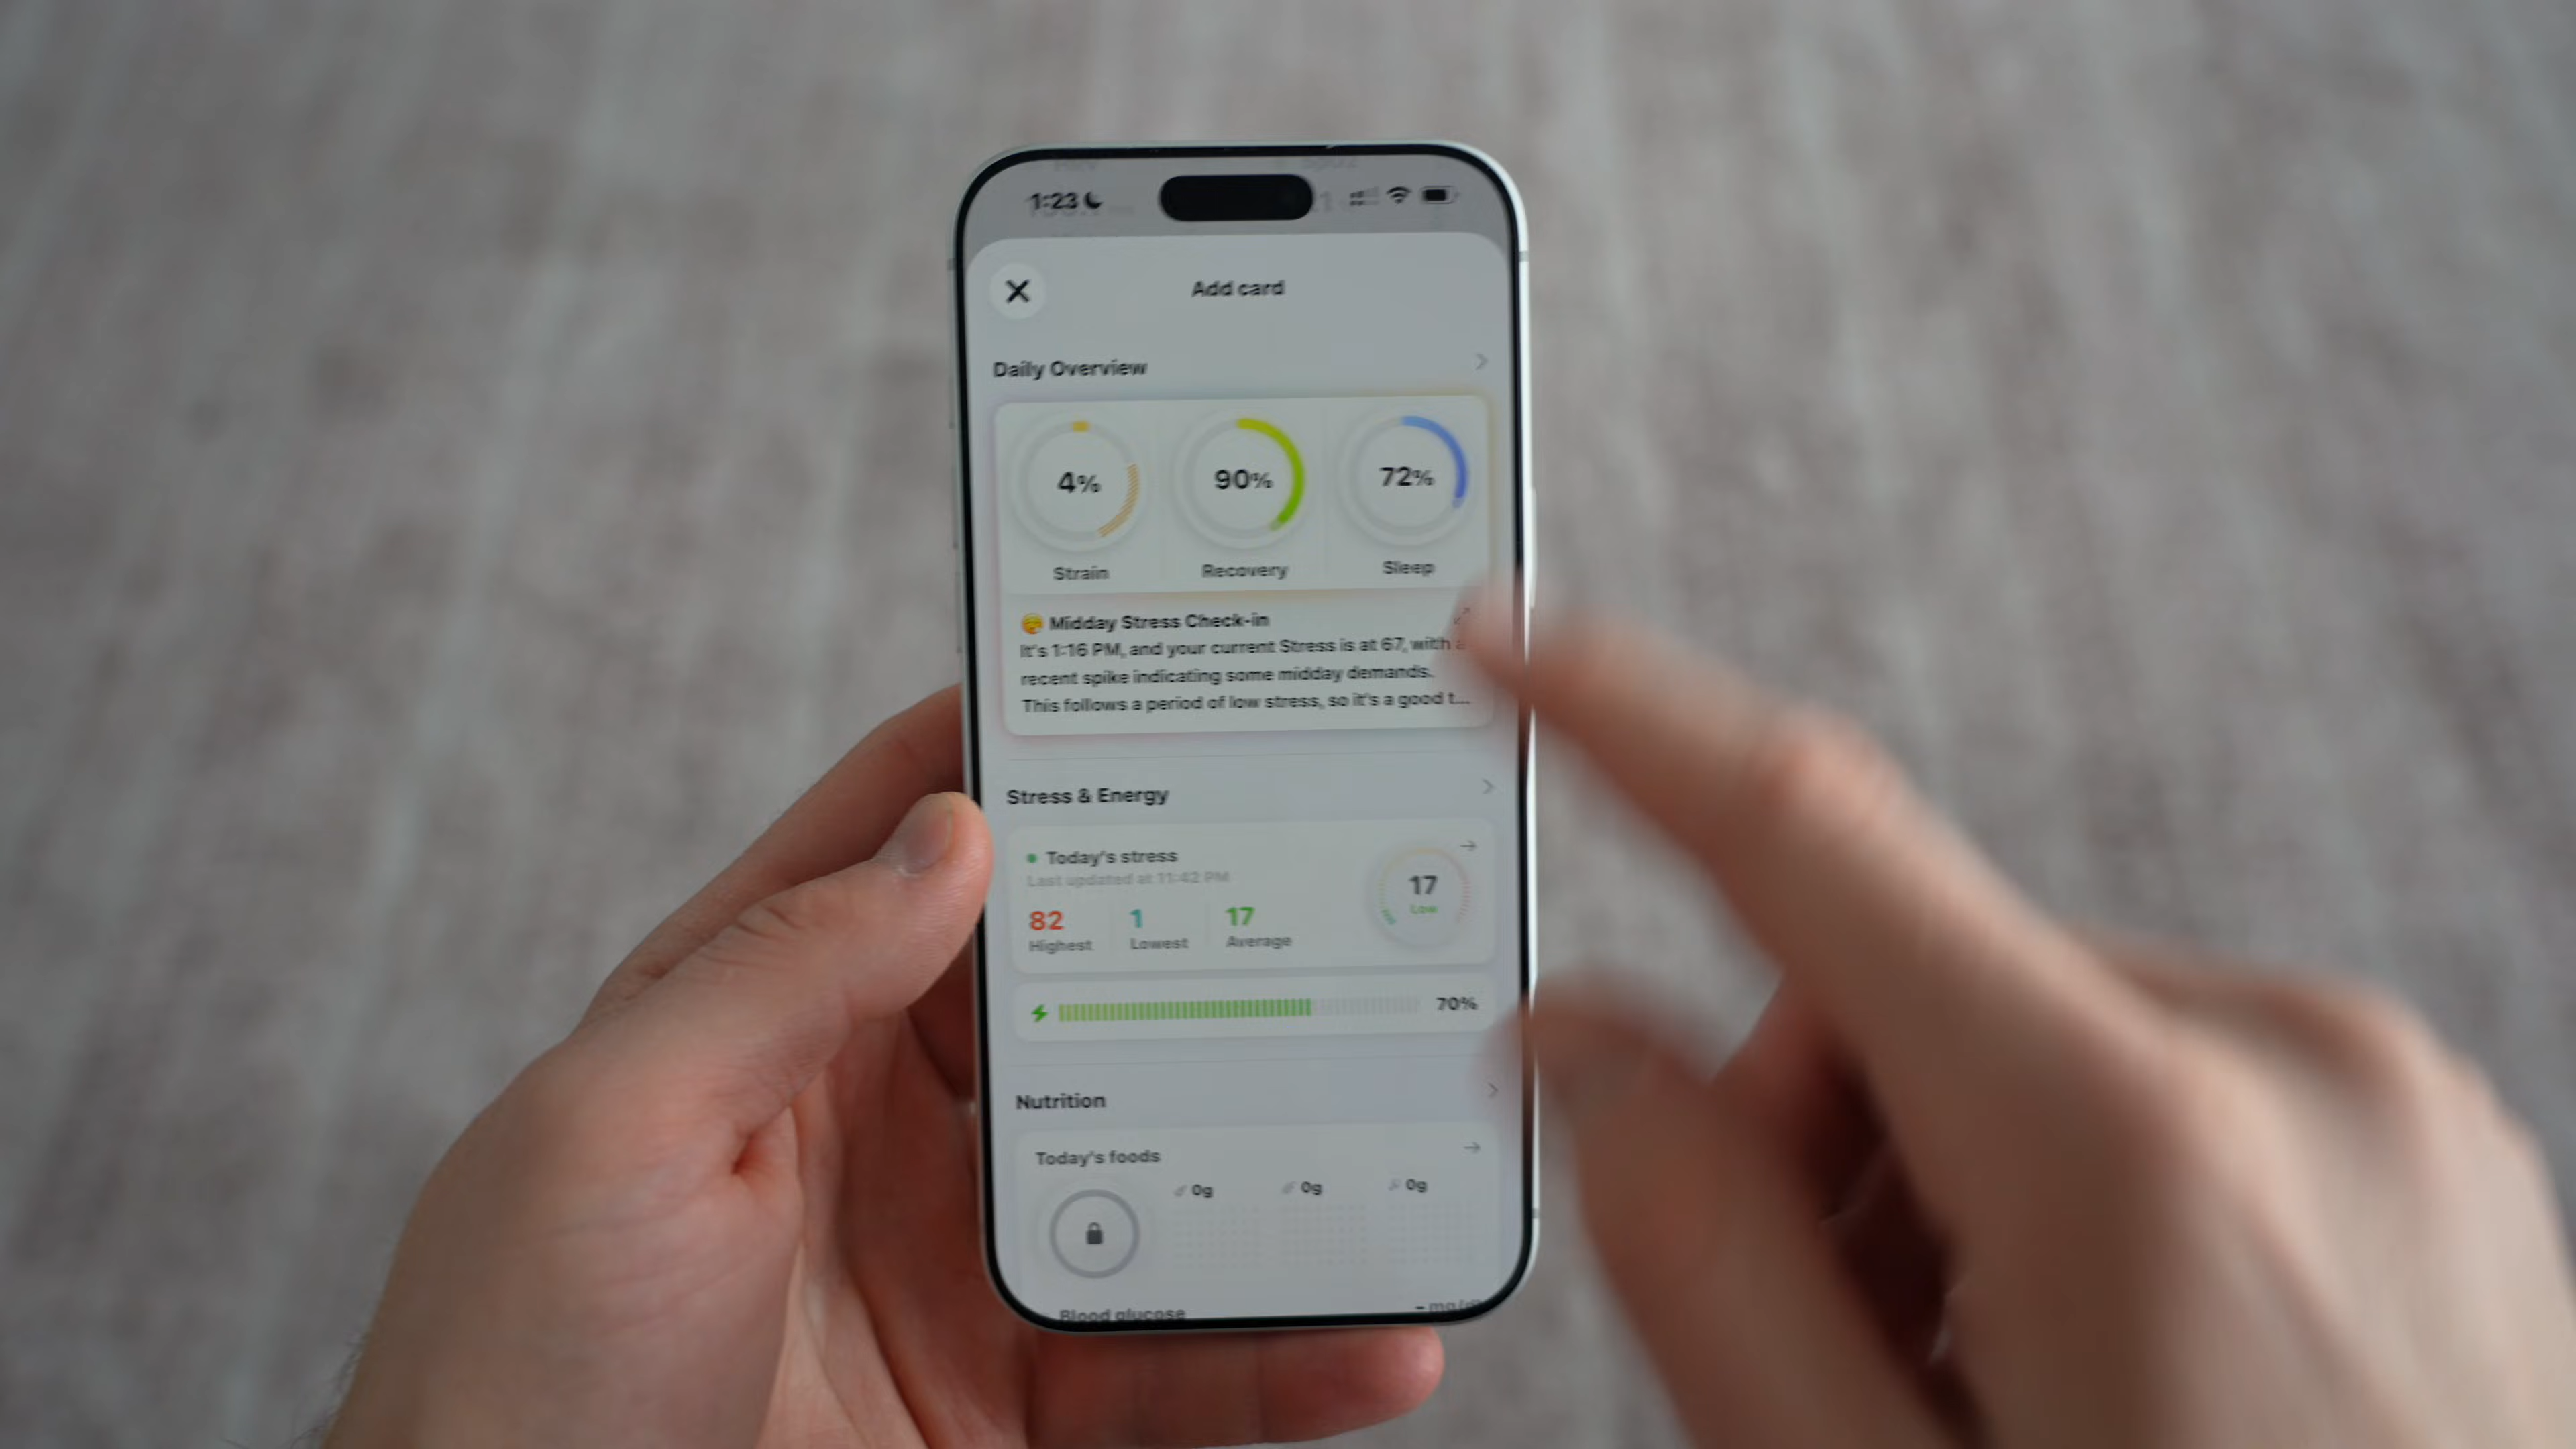 1:23
Add card
Daily Overview
4%
90%
72%
Strain
Recovery
Sleep
Midday Stress Check-in
It's 1:16 PM, and your current Stress is at 67, with a
recent spike indicating some midday demands.
This follows a period of low stress, so it's a good t...
Stress & Energy
Today's stress
Last updated at 11:42 PM
82
1
17
Highest
Lowest
Average
17
Low
70%
Nutrition
Today's foods
0g
0g
0g
Blood glucose